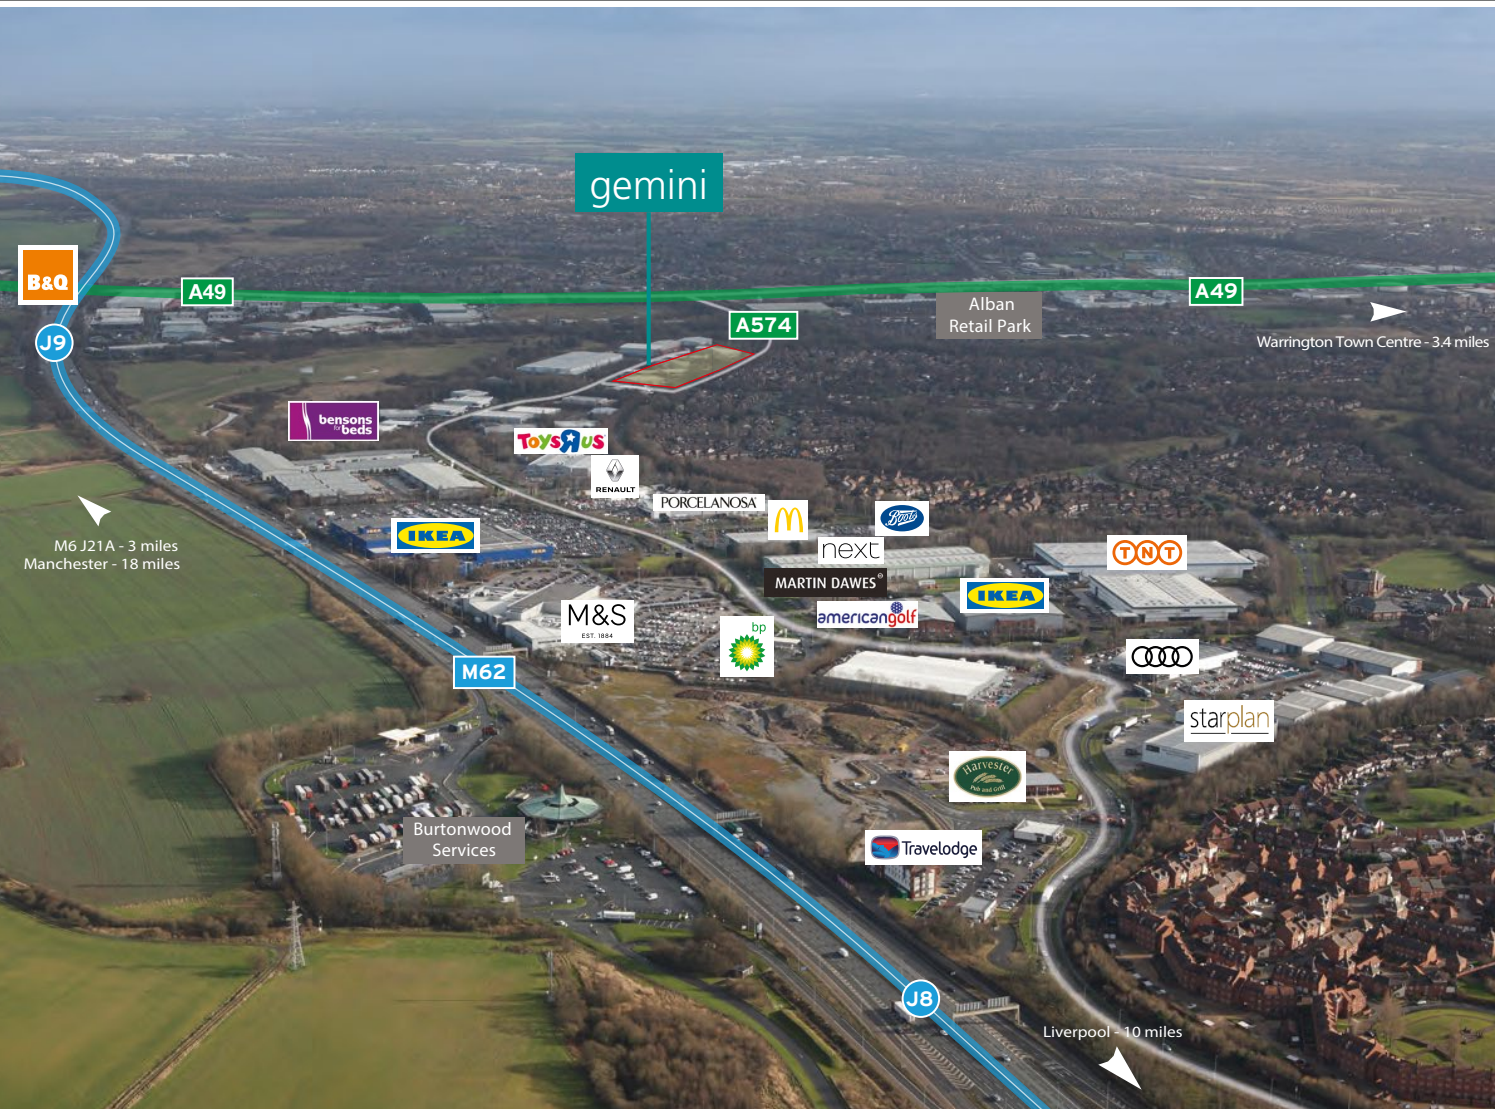 gemini
B&Q
A49
A49
Alban
Retail Park
A574
J9
Warrington Town Centre - 3.4 miles
bensons
for
beds
ToysRus
RENAULT
PORCELANOSA
Boots
IKEA
next
TNT
M6 J21A - 3 miles
Manchester - 18 miles
MARTIN DAWES®
IKEA
M&S
EST. 1884
americangolf
bp
M62
starplan
Harvester
Pub and Grill
Burtonwood
Services
Travelodge
J8
Liverpool - 10 miles